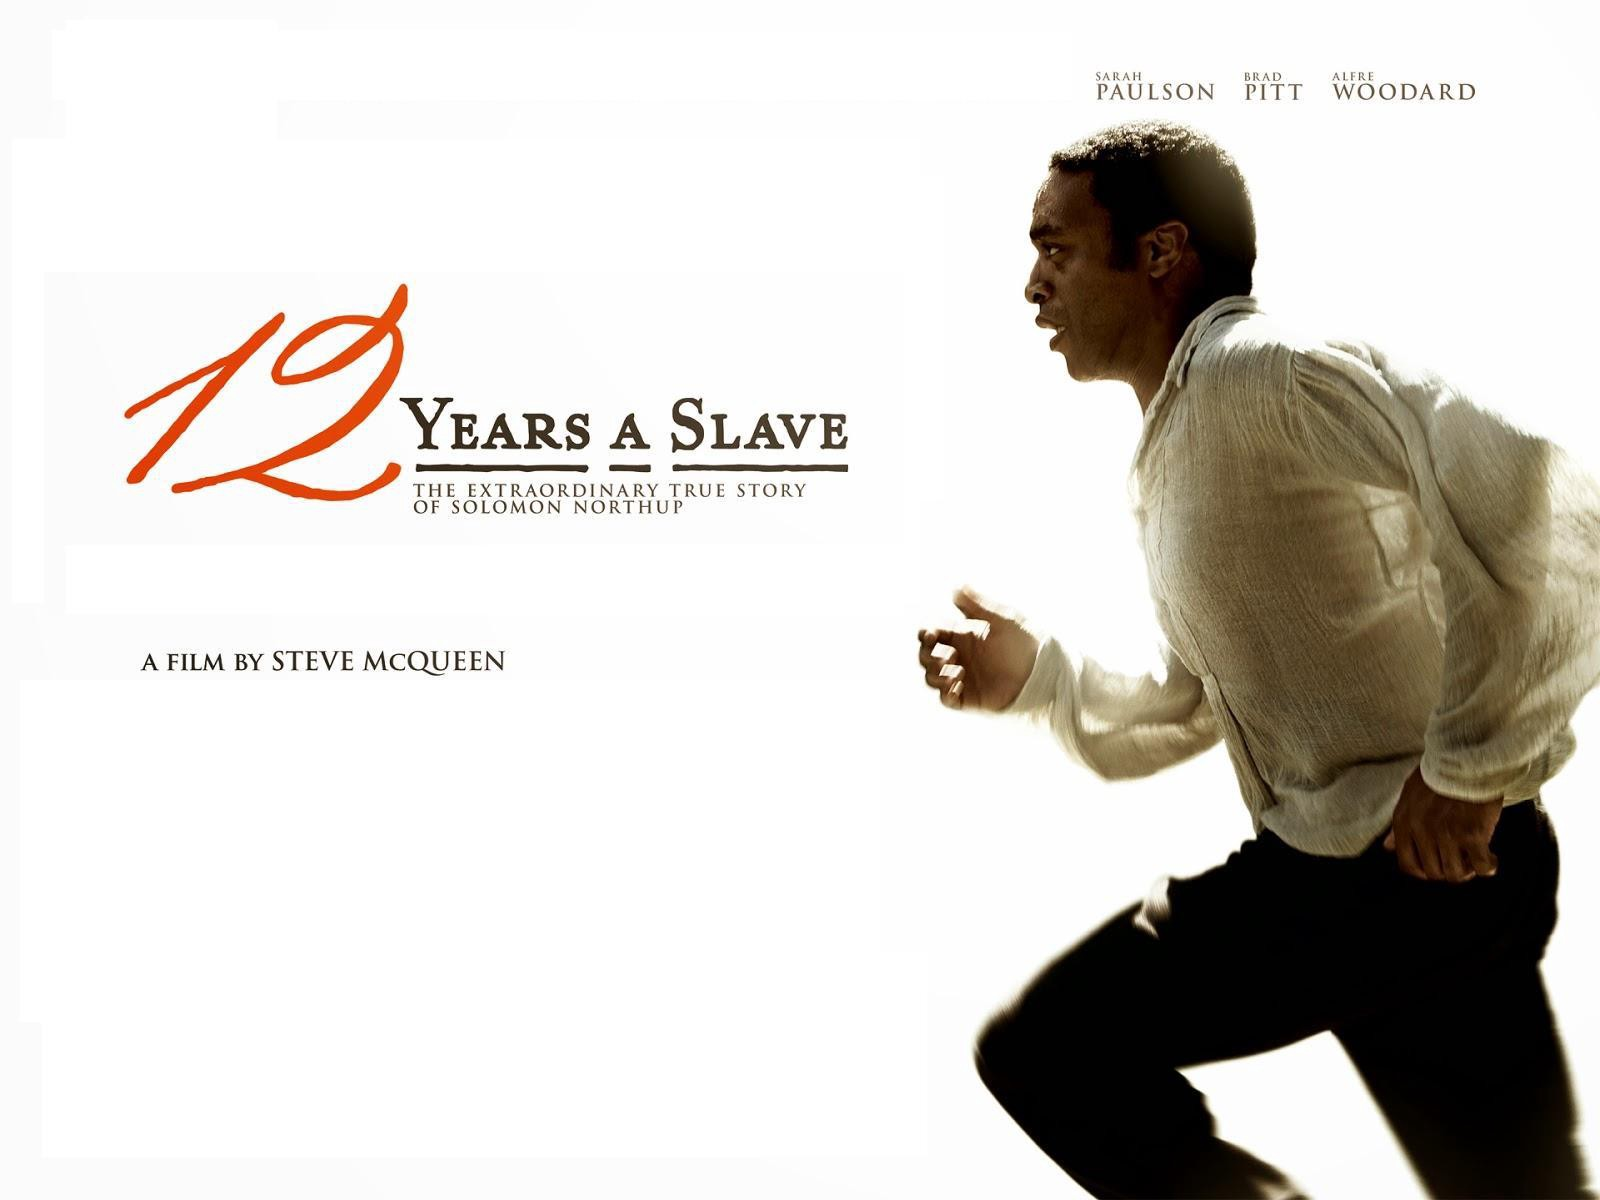 SARAH PAULSON BRAD PITT ALFRE WOODARD
12 YEARS A SLAVE
THE EXTRAORDINARY TRUE STORY
OF SOLOMON NORTHUP
A FILM BY STEVE McQUEEN